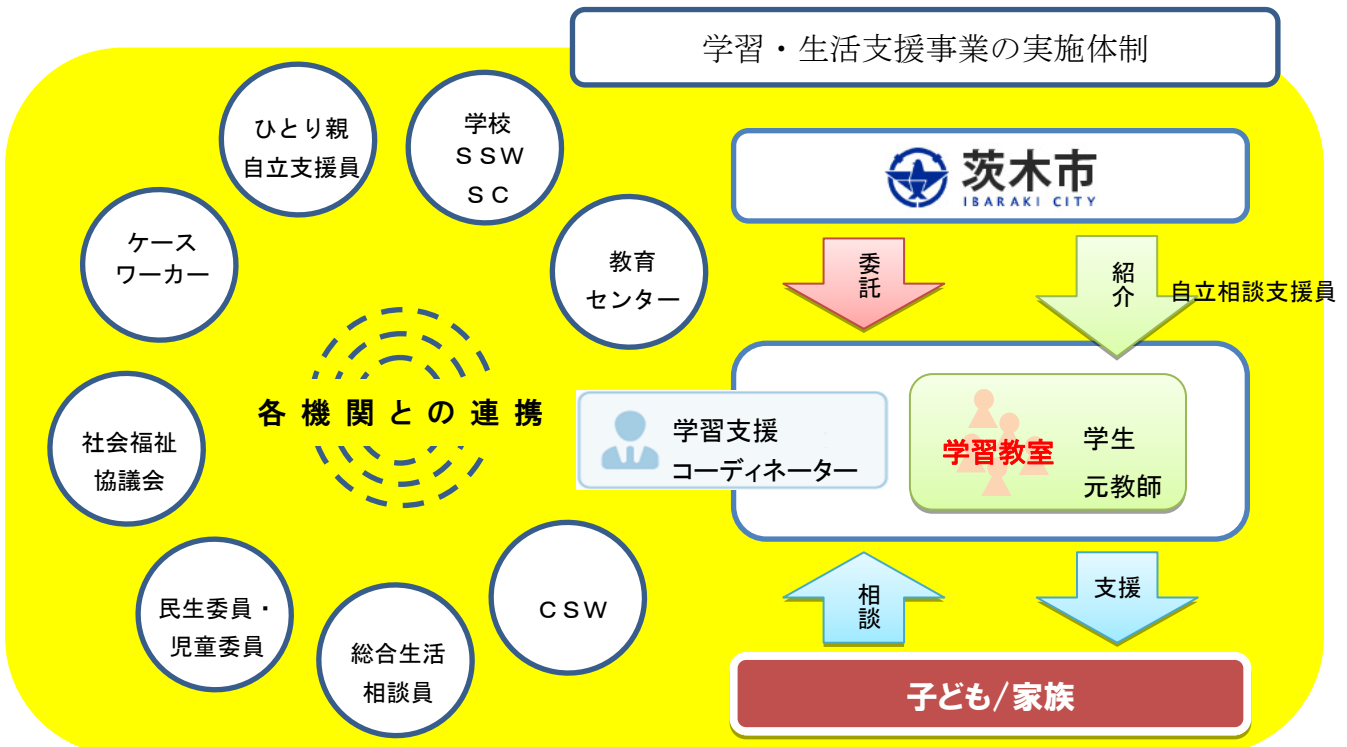 学習・生活支援事業の実施体制
ひとり親
自立支援員
学校
ＳＳＷ
ＳＣ
ケース
ワーカー
教育
センター
社会福祉
協議会
各機関との連携
民生委員・
児童委員
総合生活
相談員
ＣＳＷ
茨木市
IBARAKI CITY
委託
紹介
自立相談支援員
学習支援
コーディネーター
学習教室
学生
元教師
相談
支援
子ども/家族